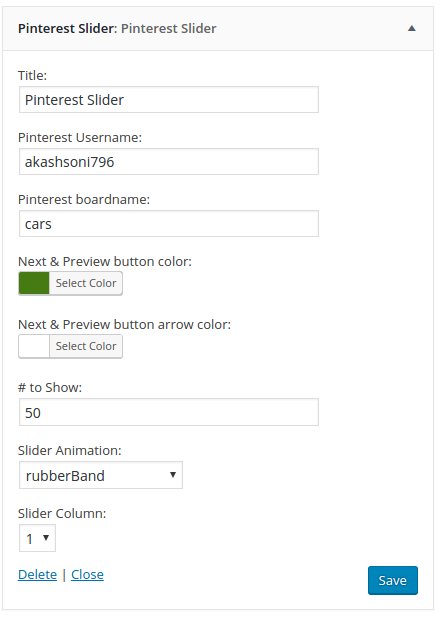 Pinterest Slider: Pinterest Slider
Title:
Pinterest Slider
Pinterest Username:
akashsoni796
Pinterest boardname:
cars
Next & Preview button color:
Select Color
Next & Preview button arrow color:
Select Color
# to Show:
50
Slider Animation:
rubberBand
Slider Column:
1
Delete | Close
Save